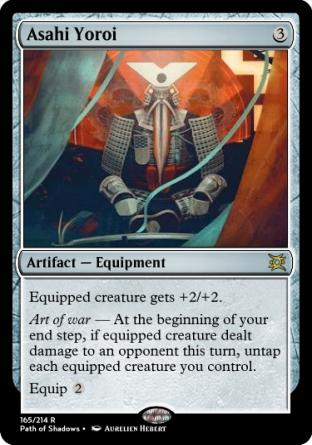 Asahi Yoroi 3
Artifact — Equipment
Equipped creature gets +2/+2.
Art of war — At the beginning of your
end step, if equipped creature dealt
damage to an opponent this turn, untap
each equipped creature you control.
Equip 2
165/214 R
Path of Shadows • Aurelien Hebert